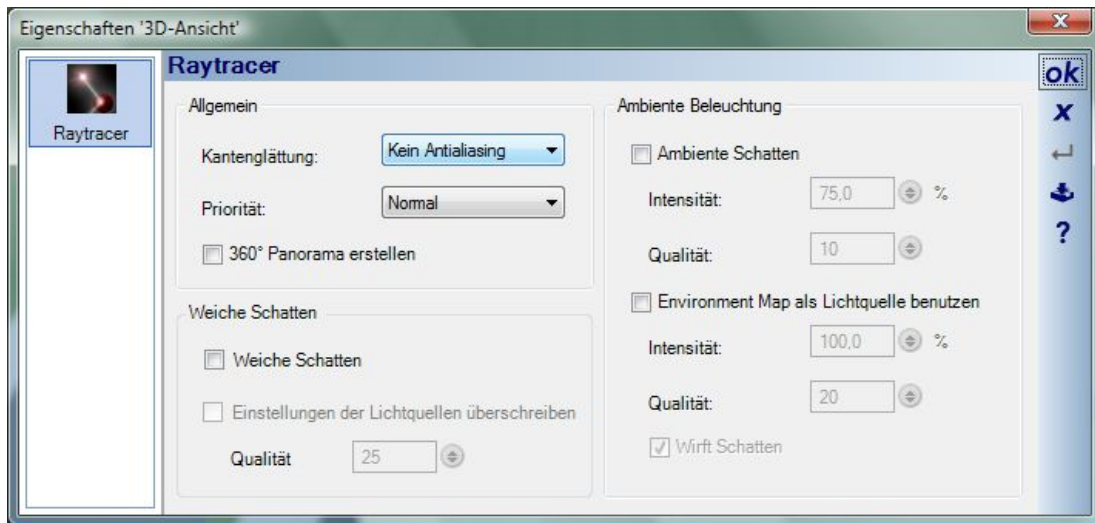 Eigenschaften '3D-Ansicht'
x
Raytracer
Raytracer
Allgemein
Kantenglättung: Kein Antialiasing
Priorität: Normal
360° Panorama erstellen
Weiche Schatten
Weiche Schatten
Einstellungen der Lichtquellen überschreiben
Qualität 25
Ambiente Beleuchtung
Ambiente Schatten
Intensität: 75,0 %
Qualität: 10
Environment Map als Lichtquelle benutzen
Intensität: 100,0 %
Qualität: 20
Wirft Schatten
ok
x
?